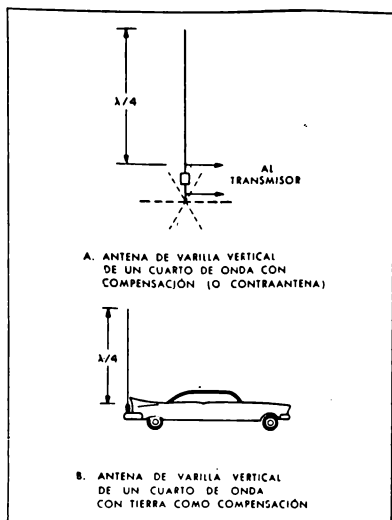 λ/4
AL
TRANSMISOR
A. ANTENA DE VARILLA VERTICAL
DE UN CUARTO DE ONDA CON
COMPENSACIÓN (O CONTRAANTENA)
λ/4
B. ANTENA DE VARILLA VERTICAL
DE UN CUARTO DE ONDA
CON TIERRA COMO COMPENSACIÓN